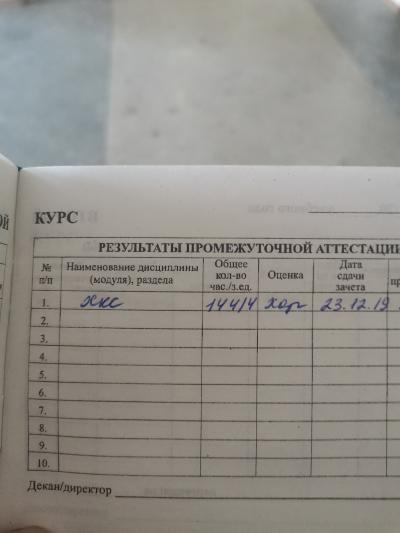 КУРС
РЕЗУЛЬТАТЫ ПРОМЕЖУТОЧНОЙ АТТЕСТАЦИИ
№ п/п Наименование дисциплины (модуля), раздела Общее кол-во час./з.ед. Оценка Дата сдачи зачета
1. ЖКС 144/4 Хор 23.12.19
2.
3.
4.
5.
6.
7.
8.
9.
10.
Декан/директор